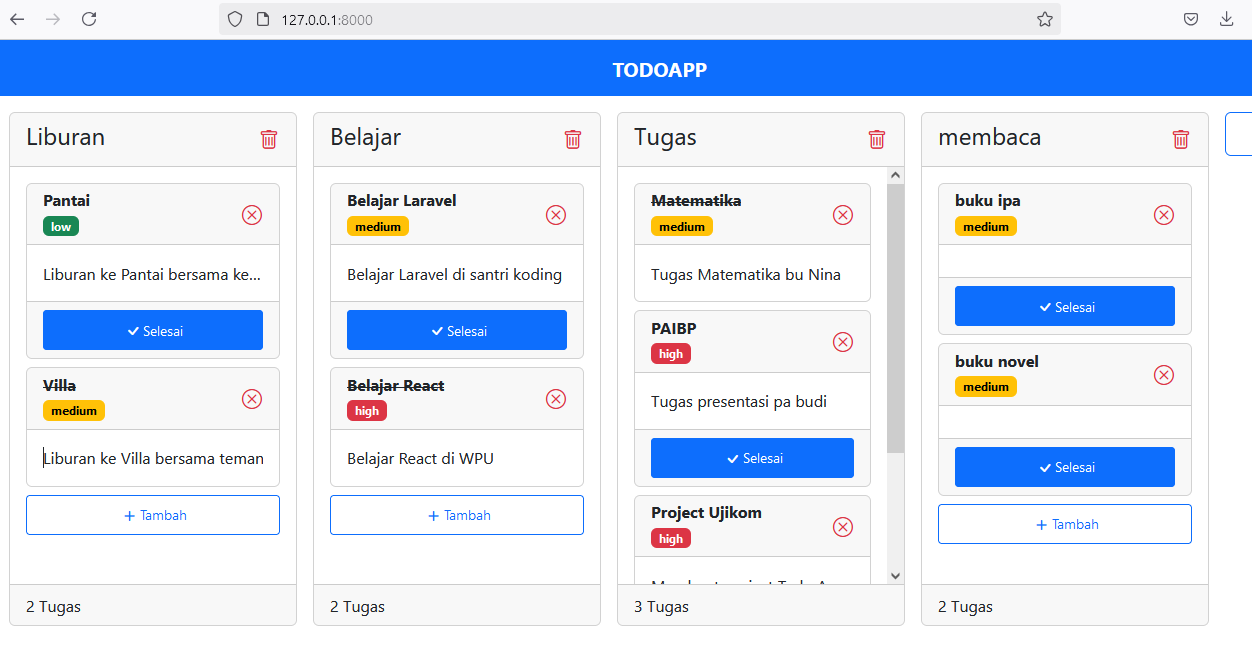 127.0.0.1:8000
TODOAPP
Liburan
Pantai
low
Liburan ke Pantai bersama ke...
Selesai
Villa
medium
Liburan ke Villa bersama teman
+ Tambah
2 Tugas
Belajar
Belajar Laravel
medium
Belajar Laravel di santri koding
Selesai
Belajar React
high
Belajar React di WPU
+ Tambah
2 Tugas
Tugas
Matematika
medium
Tugas Matematika bu Nina
PAIBP
high
Tugas presentasi pa budi
Selesai
Project Ujikom
high
3 Tugas
membaca
buku ipa
medium
Selesai
buku novel
medium
Selesai
+ Tambah
2 Tugas